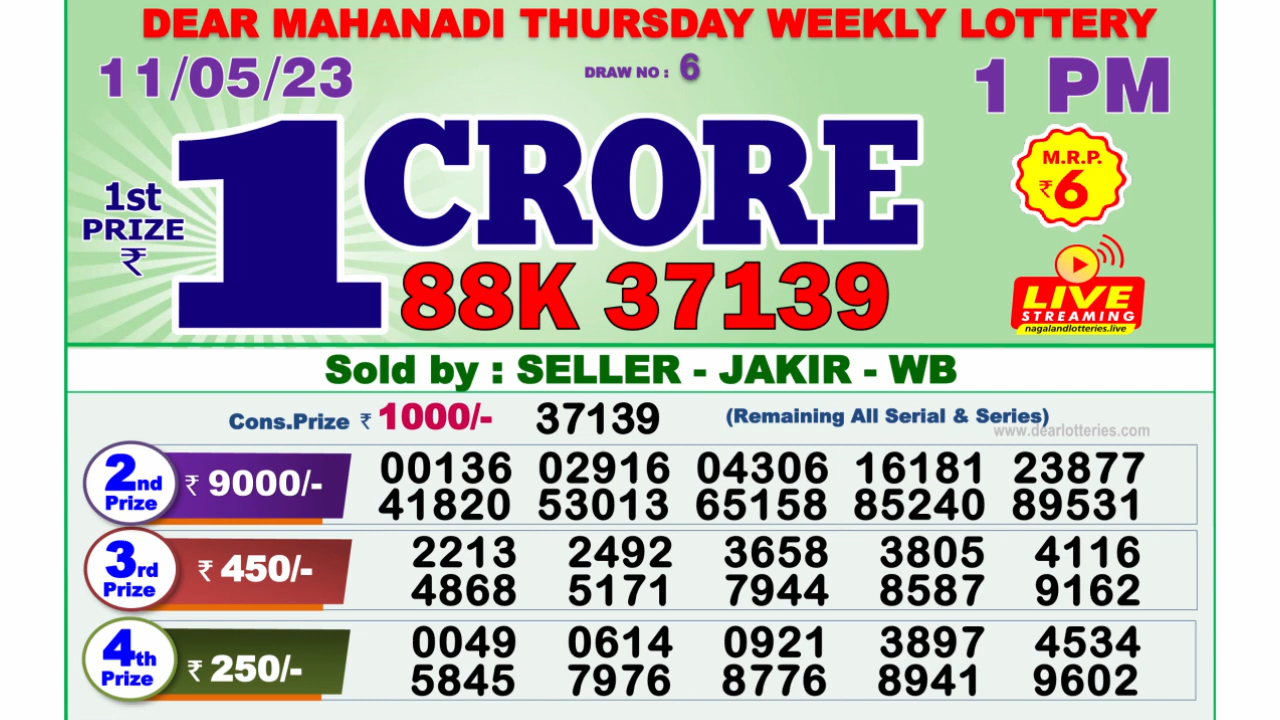 DEAR MAHANADI THURSDAY WEEKLY LOTTERY
11/05/23
DRAW NO : 6
1 PM
1st
PRIZE
₹
1 CRORE
88K 37139
M.R.P.
₹6
LIVE
STREAMING
nagalandlotteries.live
Sold by : SELLER - JAKIR - WB
Cons.Prize ₹ 1000/- 37139 (Remaining All Serial & Series)
www.dearlotteries.com
2nd
Prize
₹ 9000/-
00136 02916 04306 16181 23877
41820 53013 65158 85240 89531
3rd
Prize
₹ 450/-
2213 2492 3658 3805 4116
4868 5171 7944 8587 9162
4th
Prize
₹ 250/-
0049 0614 0921 3897 4534
5845 7976 8776 8941 9602